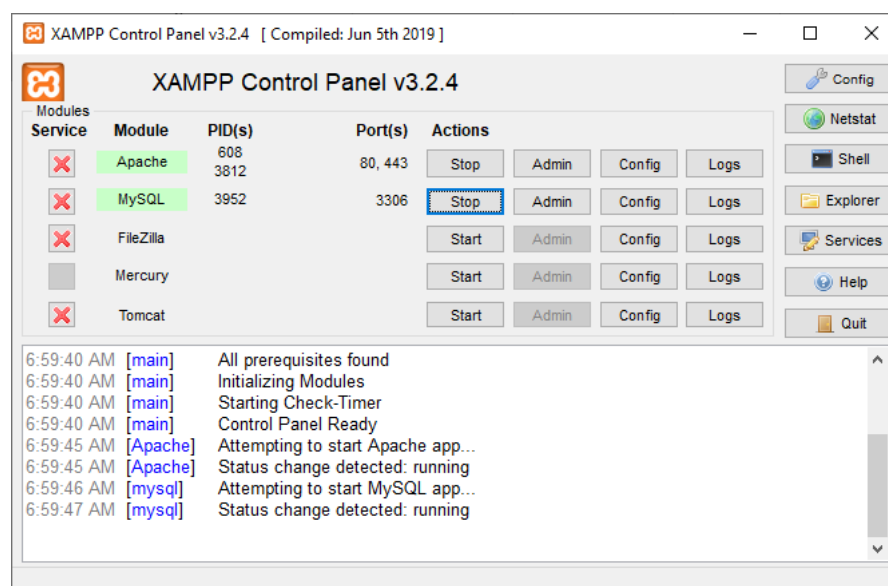 XAMPP Control Panel v3.2.4 [ Compiled: Jun 5th 2019 ]
XAMPP Control Panel v3.2.4
Config
Modules
Service Module PID(s) Port(s) Actions
Netstat
Apache 608 3812 80, 443 Stop Admin Config Logs
Shell
MySQL 3952 3306 Stop Admin Config Logs
Explorer
FileZilla Start Admin Config Logs
Services
Mercury Start Admin Config Logs
Help
Tomcat Start Admin Config Logs
Quit
6:59:40 AM [main] All prerequisites found
6:59:40 AM [main] Initializing Modules
6:59:40 AM [main] Starting Check-Timer
6:59:40 AM [main] Control Panel Ready
6:59:45 AM [Apache] Attempting to start Apache app...
6:59:45 AM [Apache] Status change detected: running
6:59:46 AM [mysql] Attempting to start MySQL app...
6:59:47 AM [mysql] Status change detected: running